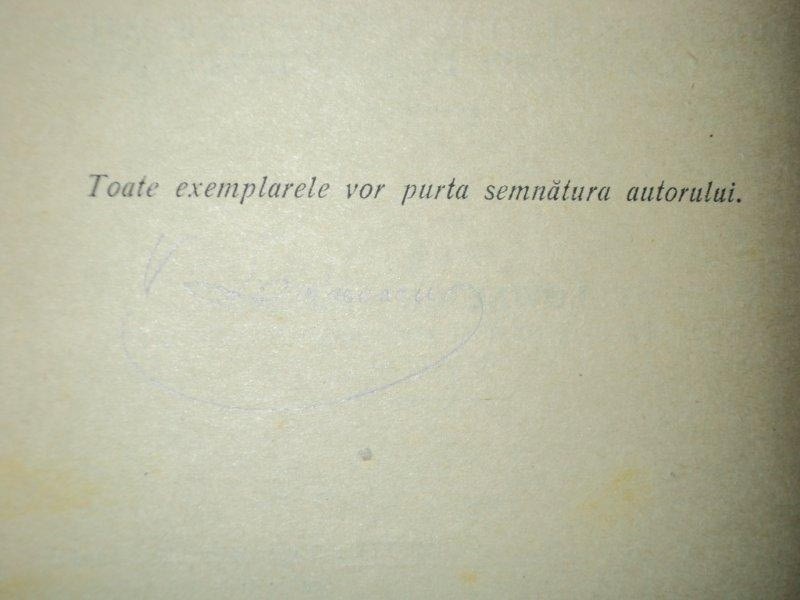 Toate exemplarele vor purta semnătura autorului.